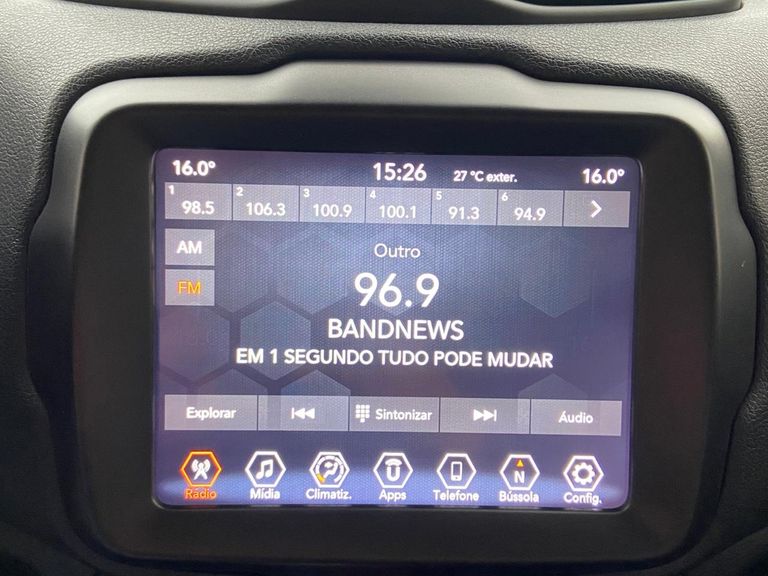 16.0° 15:26 27 °C exter. 16.0°
1 98.5 2 106.3 3 100.9 4 100.1 5 91.3 6 94.9
AM
Outro
FM
96.9
BANDNEWS
EM 1 SEGUNDO TUDO PODE MUDAR
Explorar Sintonizar Áudio
N
Rádio Mídia Climatiz. Apps Telefone Bússola Config.